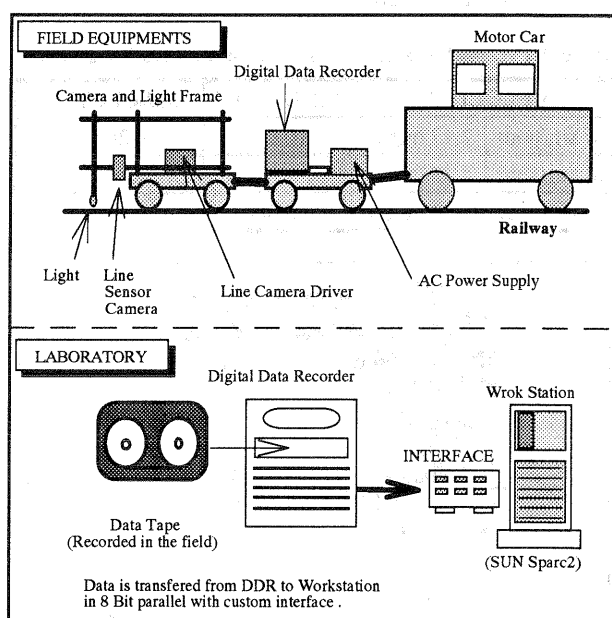 FIELD EQUIPMENTS
Motor Car
Digital Data Recorder
Camera and Light Frame
Railway
Light
Line
Sensor
Camera
Line Camera Driver
AC Power Supply
LABORATORY
Digital Data Recorder
Wrok Station
INTERFACE
Data Tape
(Recorded in the field)
(SUN Sparc2)
Data is transfered from DDR to Workstation
in 8 Bit parallel with custom interface .